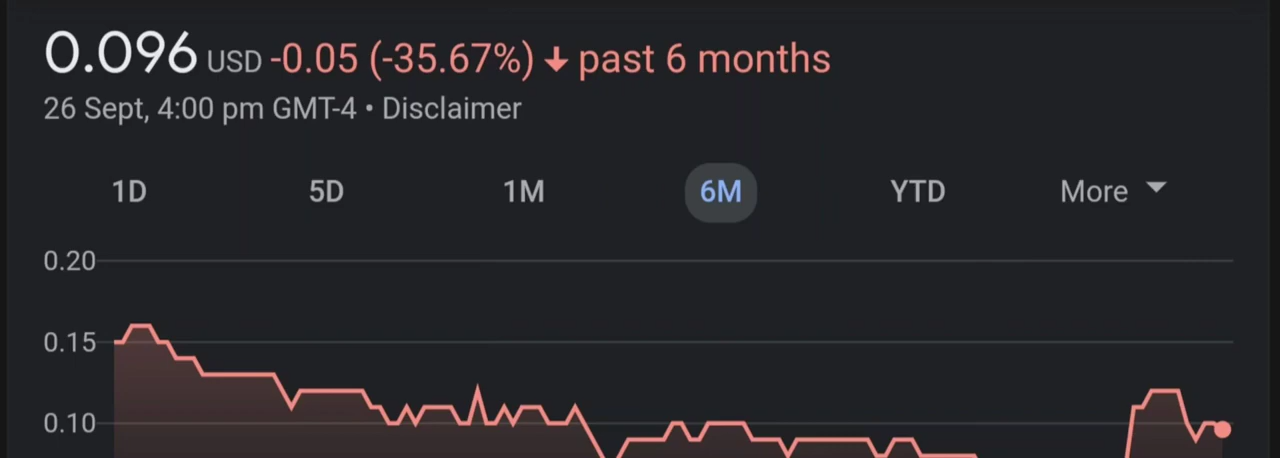 0.096 USD -0.05 (-35.67%) ↓ past 6 months
26 Sept, 4:00 pm GMT-4 • Disclaimer
1D 5D 1M 6M YTD More
0.20
0.15
0.10